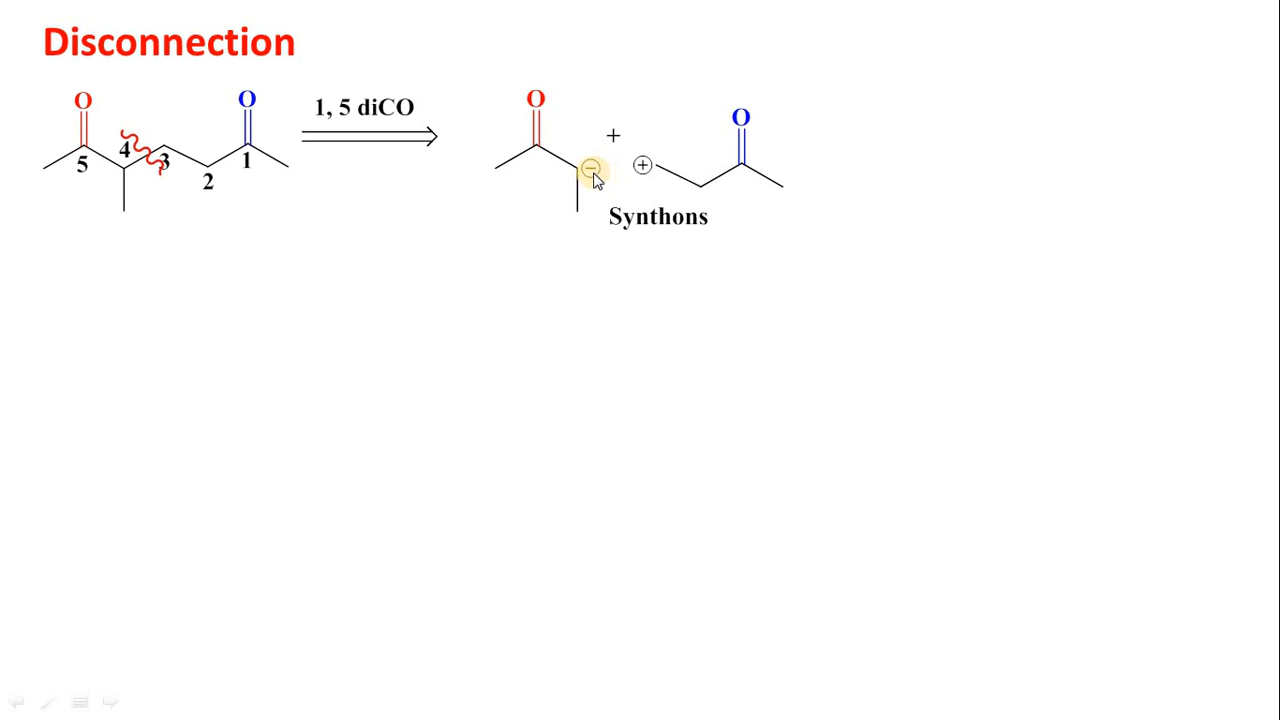 Disconnection
O O 1, 5 diCO O + O
5 4 3 2 1 ⊖ ⊕
Synthons